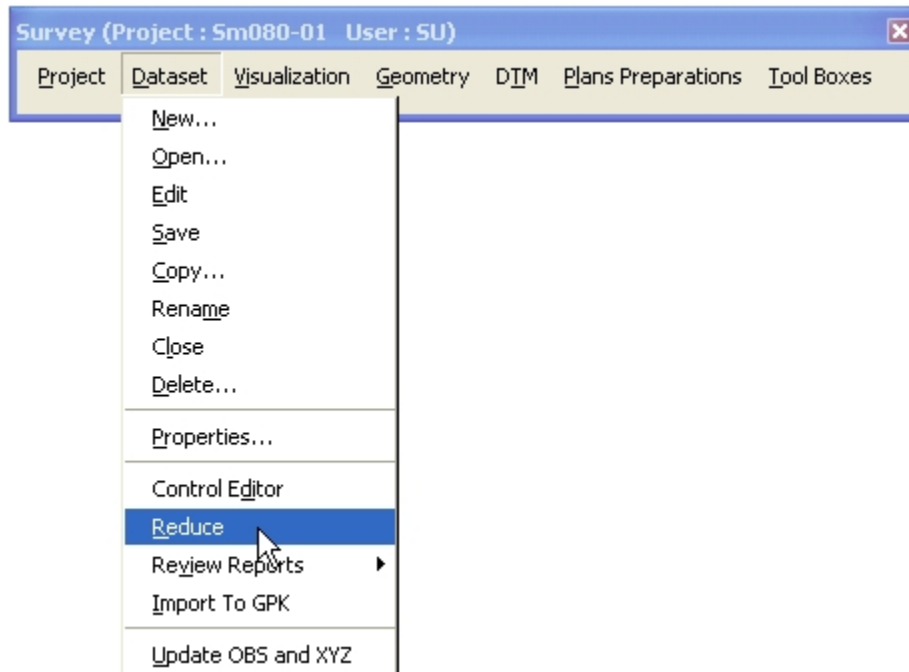 Survey (Project : Sm080-01 User : SU)
Project Dataset Visualization Geometry DTM Plans Preparations Tool Boxes
New...
Open...
Edit
Save
Copy...
Rename
Close
Delete...
Properties...
Control Editor
Reduce
Review Reports
Import To GPK
Update OBS and XYZ